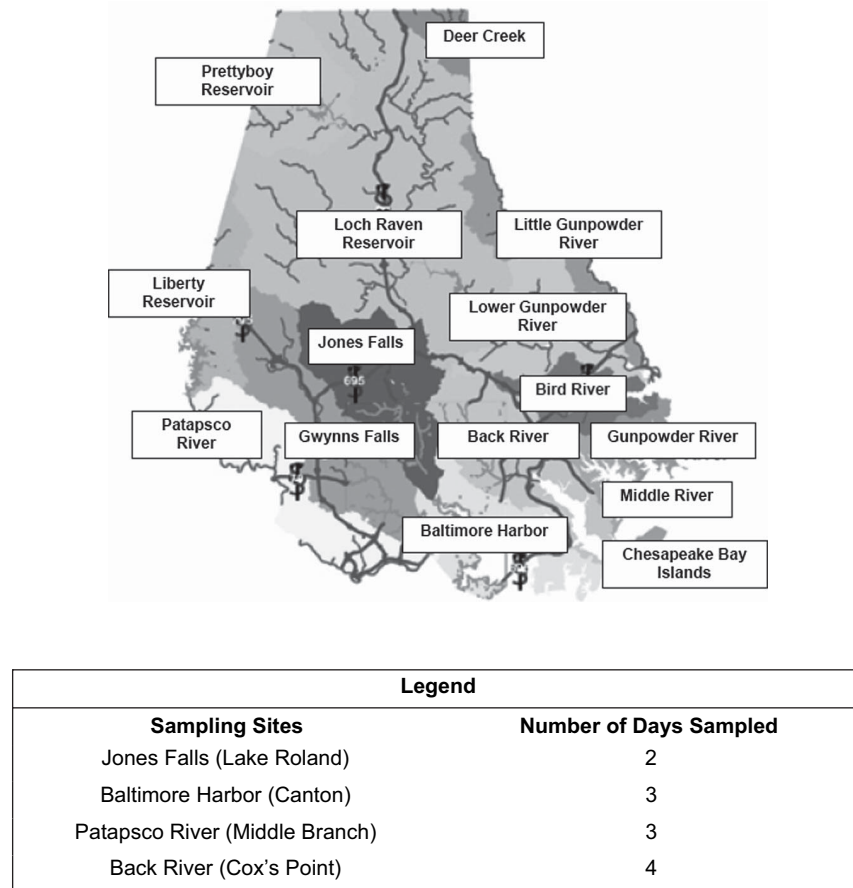 Deer Creek
Prettyboy
Reservoir
Loch Raven
Reservoir
Little Gunpowder
River
Liberty
Reservoir
Lower Gunpowder
River
Jones Falls
695
Bird River
Patapsco
River
Gwynns Falls
Back River
Gunpowder River
Middle River
Baltimore Harbor
Chesapeake Bay
Islands
Legend
Sampling Sites Number of Days Sampled
Jones Falls (Lake Roland) 2
Baltimore Harbor (Canton) 3
Patapsco River (Middle Branch) 3
Back River (Cox's Point) 4